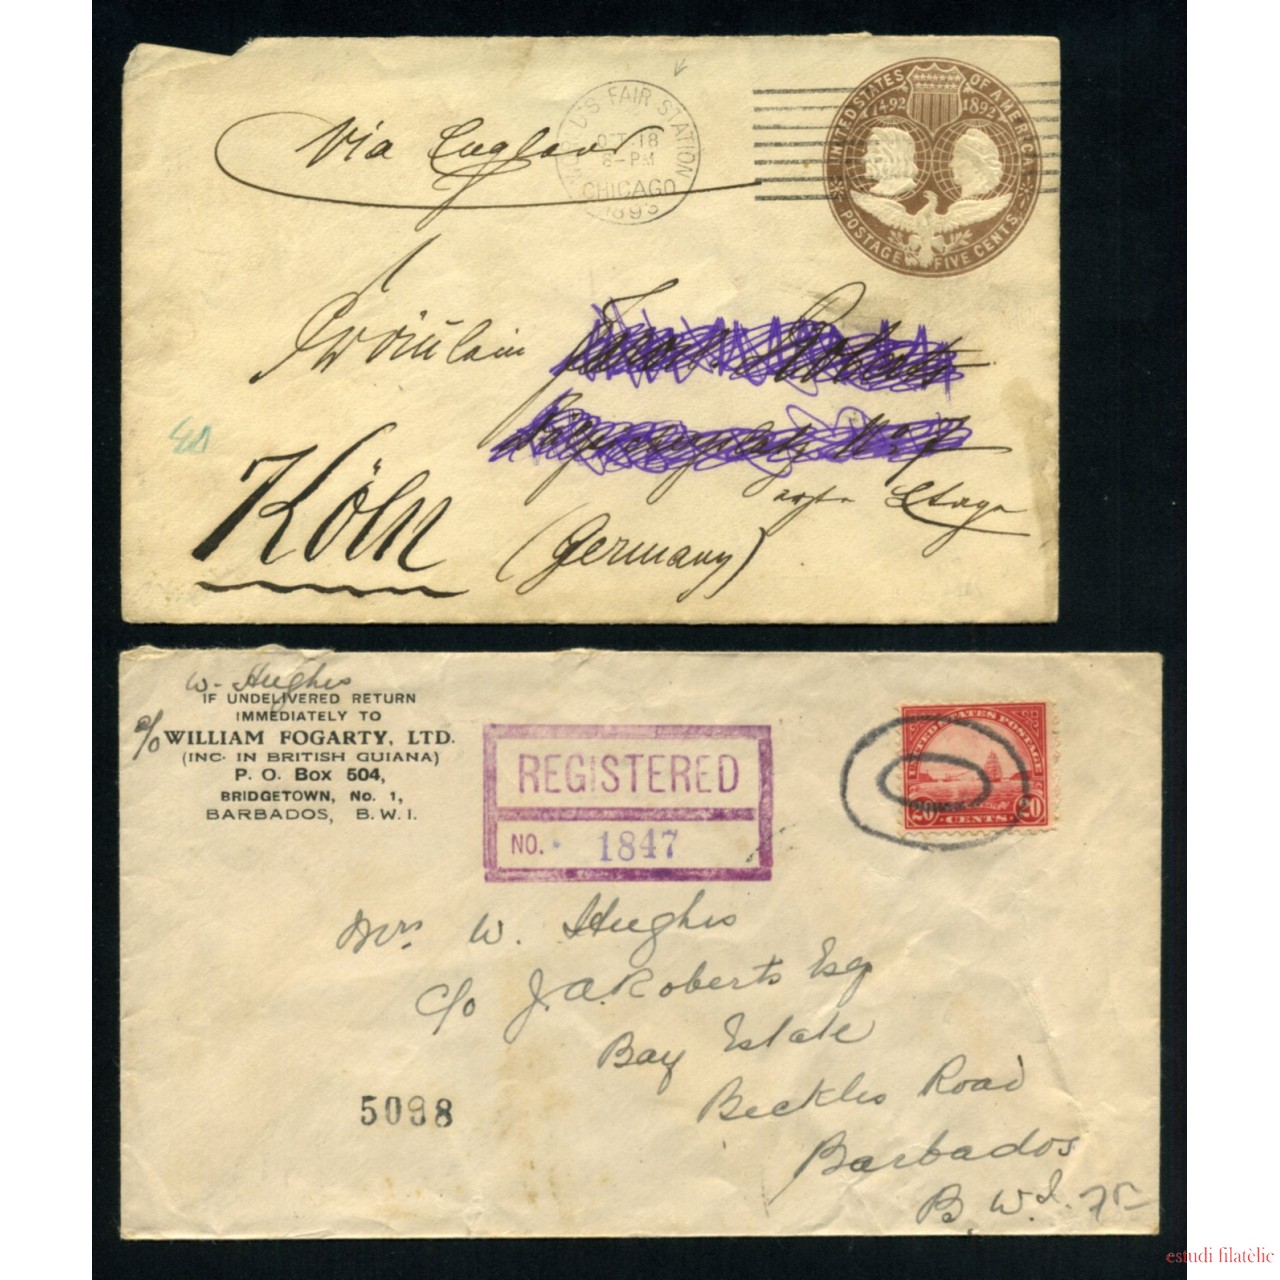 Via England
WORLD'S FAIR STATION
OCT 18
8-PM
CHICAGO
1893
UNITED STATES OF AMERICA
1492 1892
POSTAGE FIVE CENTS
Fräulein
Etage
Köln
(Germany)
W. Hughes
IF UNDELIVERED RETURN
IMMEDIATELY TO
c/o WILLIAM FOGARTY, LTD.
(INC. IN BRITISH GUIANA)
P. O. Box 504,
BRIDGETOWN, No. 1,
BARBADOS, B.W.I.
REGISTERED
NO. 1847
UNITED STATES POSTAGE
20 CENTS 20
Mrs W. Hughes
c/o J. A. Roberts Esq
Bay Estate
Beckles Road
Barbados
B. W. I.
5098
estudi filatèlic